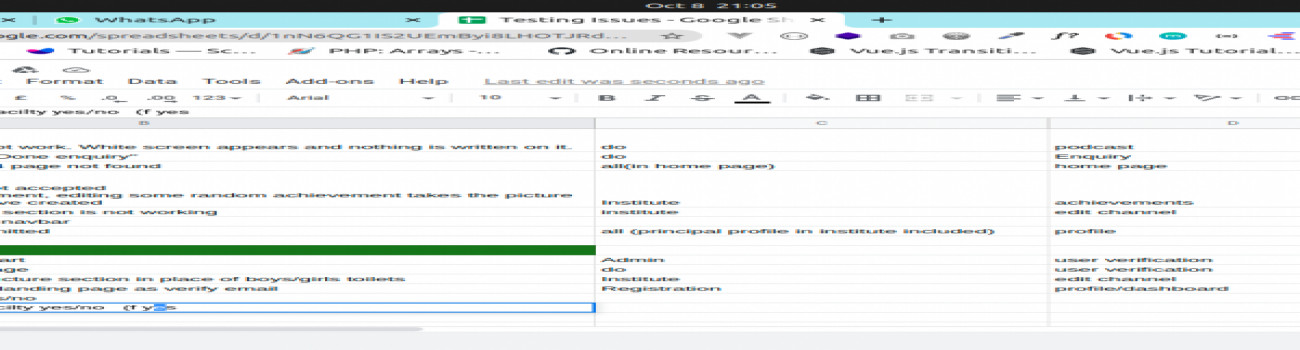 Oct 8 21:05
WhatsApp
Testing Issues - Google Sh
ogle.com/spreadsheets/d/
Tutorials — Sc... PHP: Arrays -... Online Resour... Vue.js Transiti... Vue.js Tutorial...
Format Data Tools Add-ons Help Last edit was seconds ago
£ % .0 .00 123 Arial 10 B I S A
acilty yes/no (f yes
B C D
ot work. White screen appears and nothing is written on it. do podcast
Done enquiry" do Enquiry
page not found all(in home page) home page
t accepted
ment, editing some random achievement takes the picture
ve created Institute achievements
section is not working Institute edit channel
navbar
mitted all (principal profile in institute included) profile
art Admin user verification
age do user verification
cture section in place of boys/girls toilets Institute edit channel
landing page as verify email Registration profile/dashboard
s/no
cilty yes/no (f yes